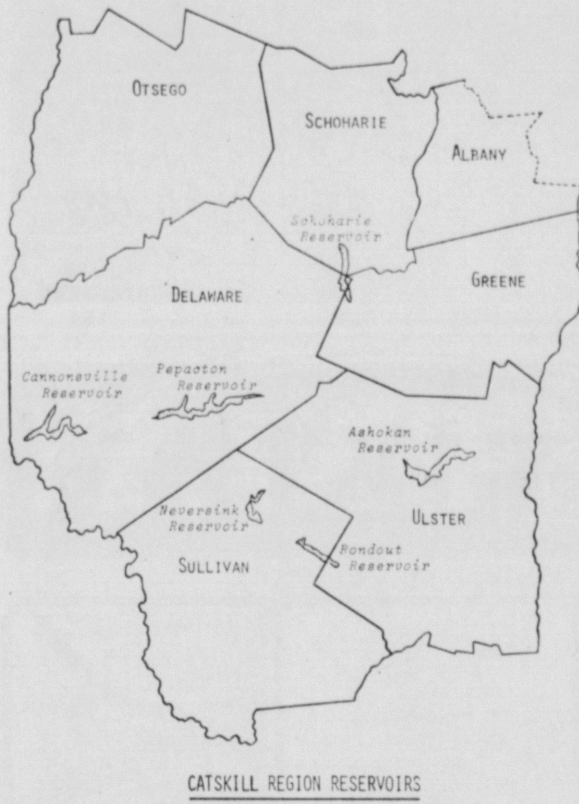 OTSEGO
SCHOHARIE
ALBANY
Schoharie
Reservoir
GREENE
DELAWARE
Cannonsville
Reservoir
Pepacton
Reservoir
Ashokan
Reservoir
Neversink
Reservoir
ULSTER
Rondout
Reservoir
SULLIVAN
CATSKILL REGION RESERVOIRS